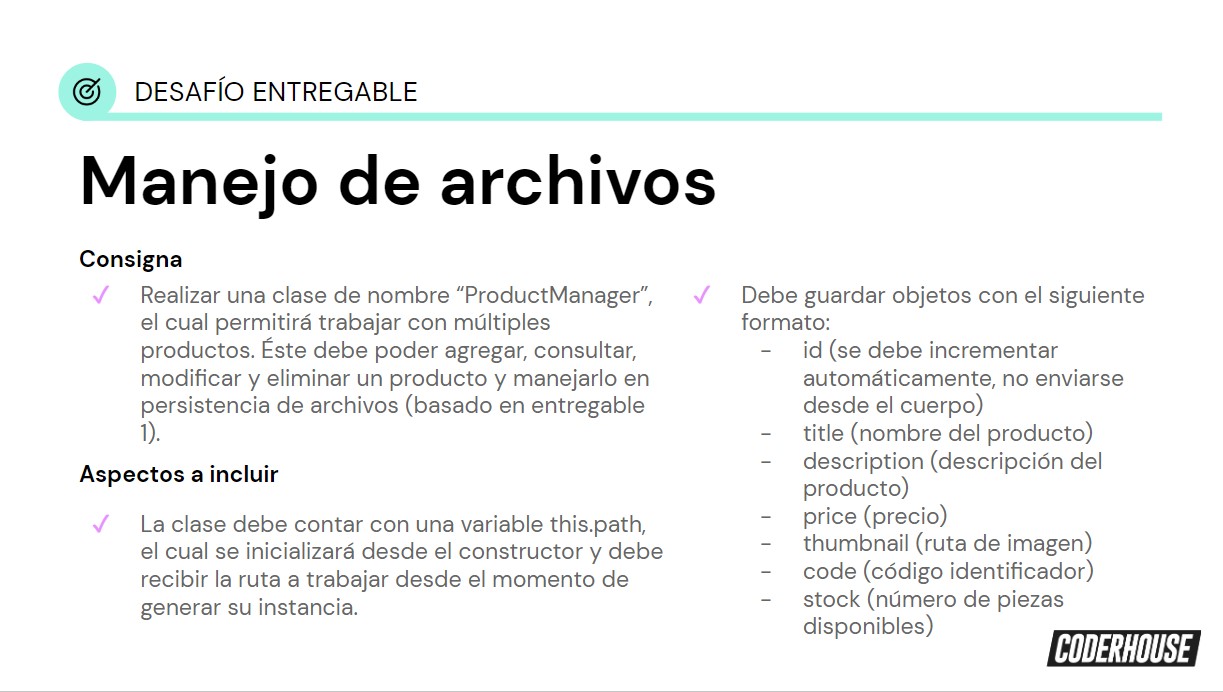 DESAFÍO ENTREGABLE
Manejo de archivos
Consigna
✓ Realizar una clase de nombre “ProductManager”,
el cual permitirá trabajar con múltiples
productos. Éste debe poder agregar, consultar,
modificar y eliminar un producto y manejarlo en
persistencia de archivos (basado en entregable
1).
Aspectos a incluir
✓ La clase debe contar con una variable this.path,
el cual se inicializará desde el constructor y debe
recibir la ruta a trabajar desde el momento de
generar su instancia.
✓ Debe guardar objetos con el siguiente
formato:
- id (se debe incrementar
automáticamente, no enviarse
desde el cuerpo)
- title (nombre del producto)
- description (descripción del
producto)
- price (precio)
- thumbnail (ruta de imagen)
- code (código identificador)
- stock (número de piezas
disponibles)
CODERHOUSE